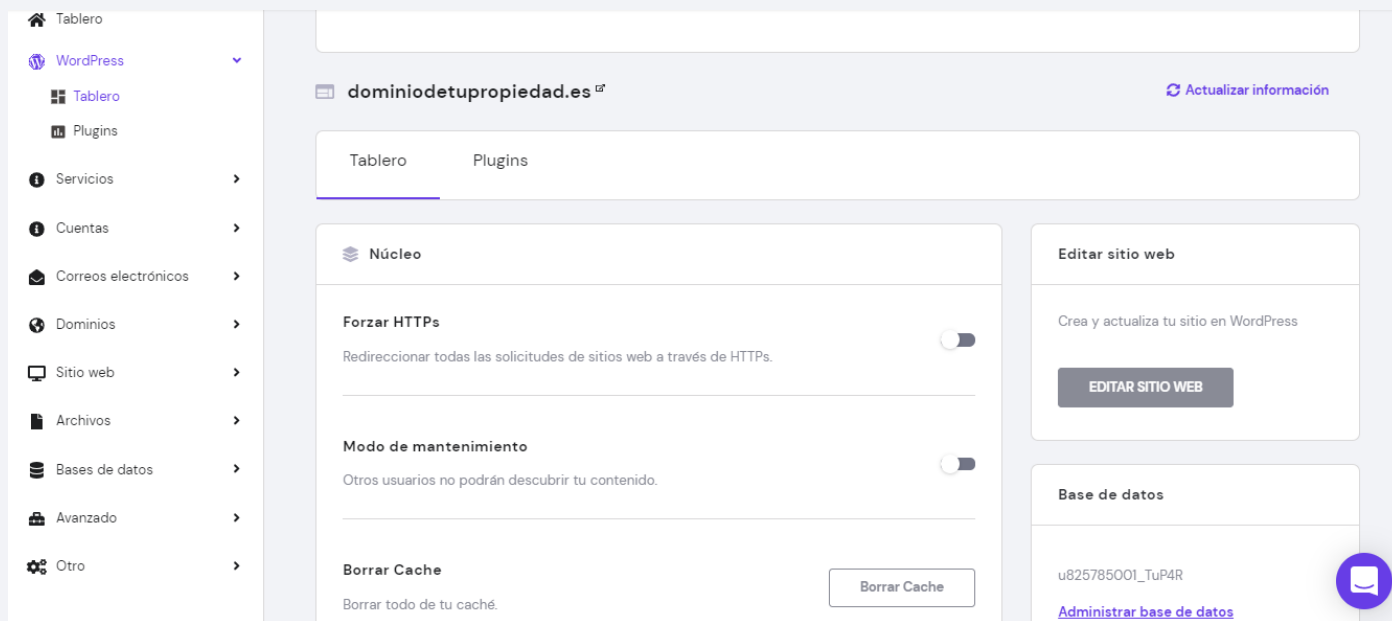 Tablero
WordPress
Tablero
Plugins
Servicios
Cuentas
Correos electrónicos
Dominios
Sitio web
Archivos
Bases de datos
Avanzado
Otro
dominiodetupropiedad.es
Actualizar información
Tablero Plugins
Núcleo
Forzar HTTPs
Redireccionar todas las solicitudes de sitios web a través de HTTPs.
Modo de mantenimiento
Otros usuarios no podrán descubrir tu contenido.
Borrar Cache
Borrar todo de tu caché.
Borrar Cache
Editar sitio web
Crea y actualiza tu sitio en WordPress
EDITAR SITIO WEB
Base de datos
u825785001_TuP4R
Administrar base de datos